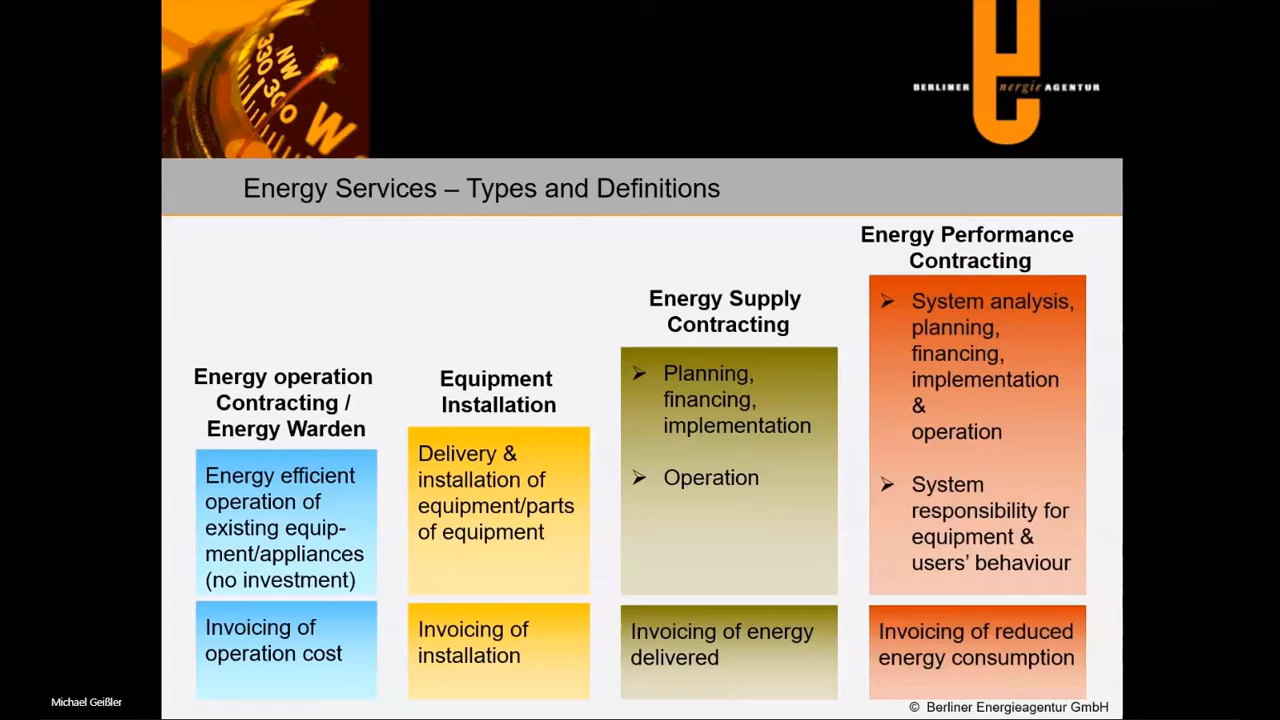 NW
330
300
W
BERLINER energie AGENTUR
Energy Services – Types and Definitions
Energy operation
Contracting /
Energy Warden
Energy efficient
operation of
existing equip-
ment/appliances
(no investment)
Invoicing of
operation cost
Equipment
Installation
Delivery &
installation of
equipment/parts
of equipment
Invoicing of
installation
Energy Supply
Contracting
➢ Planning,
financing,
implementation
➢ Operation
Invoicing of energy
delivered
Energy Performance
Contracting
➢ System analysis,
planning,
financing,
implementation
&
operation
➢ System
responsibility for
equipment &
users’ behaviour
Invoicing of reduced
energy consumption
© Berliner Energieagentur GmbH
Michael Geißler